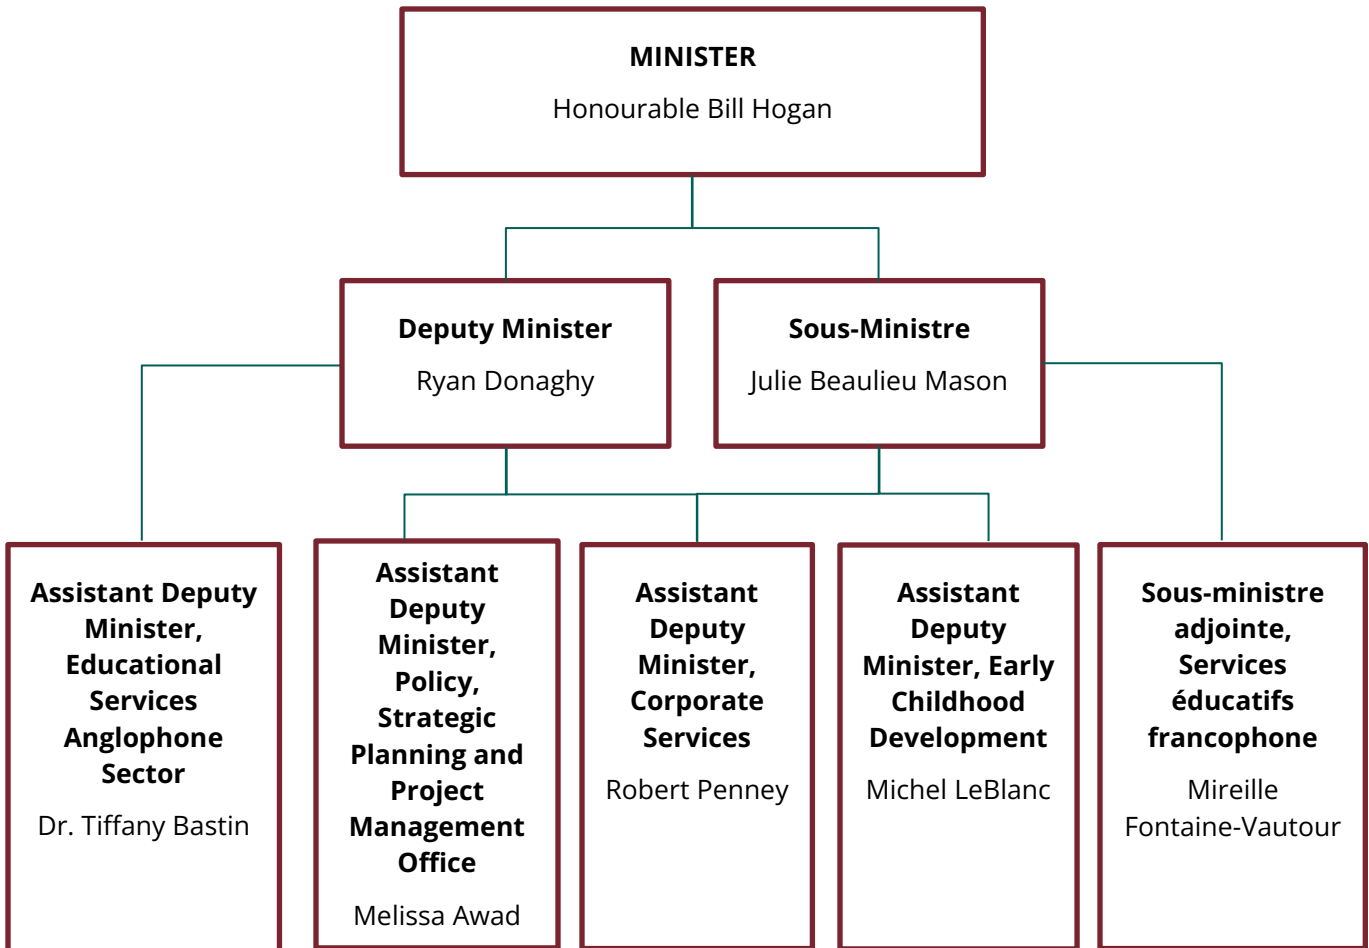 MINISTER
Honourable Bill Hogan
Deputy Minister
Ryan Donaghy
Sous-Ministre
Julie Beaulieu Mason
Assistant Deputy
Minister,
Educational
Services
Anglophone
Sector
Dr. Tiffany Bastin
Assistant
Deputy
Minister,
Policy,
Strategic
Planning and
Project
Management
Office
Melissa Awad
Assistant
Deputy
Minister,
Corporate
Services
Robert Penney
Assistant
Deputy
Minister, Early
Childhood
Development
Michel LeBlanc
Sous-ministre
adjointe,
Services
éducatifs
francophone
Mireille
Fontaine-Vautour